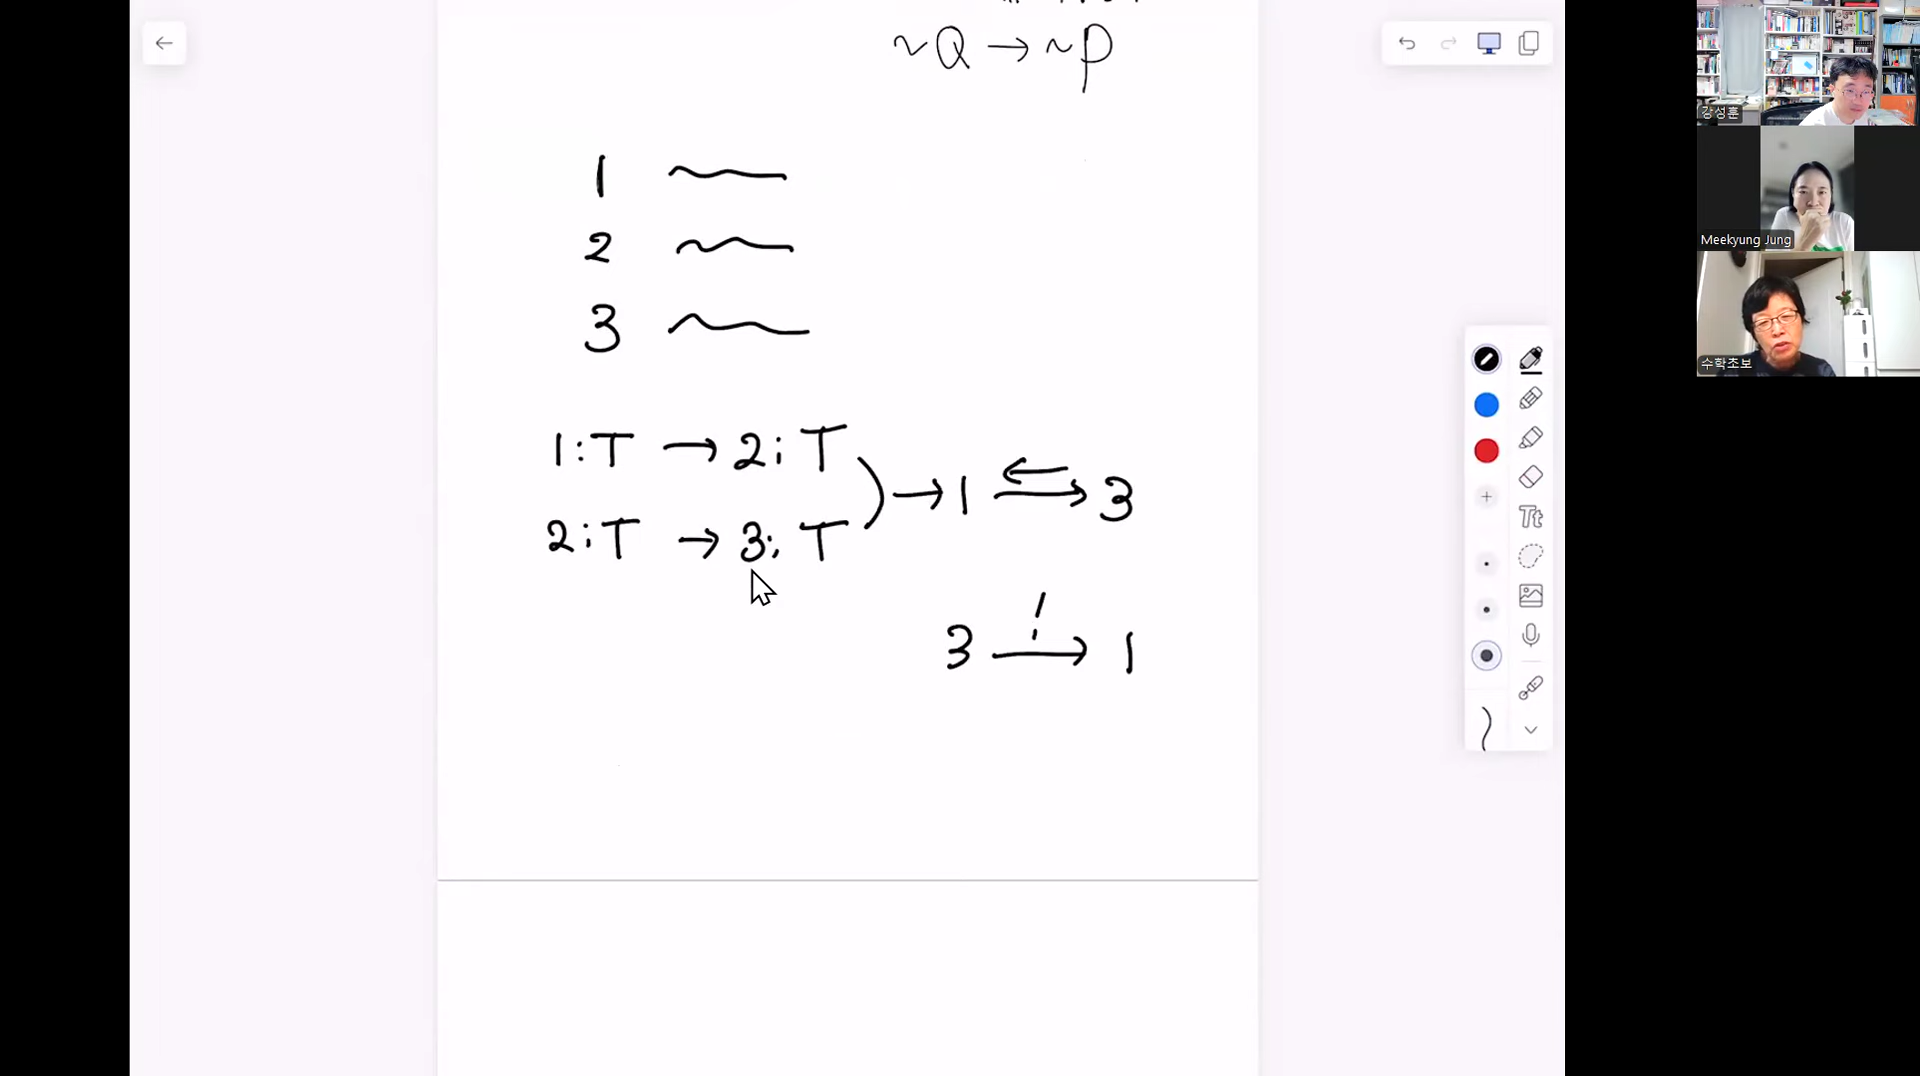 ~Q → ~P
1
2
3
1:T → 2:T
→ 1 ⇄ 3
2:T → 3:T
3 → 1
Tt
강성훈
Meekyung Jung
수학초보